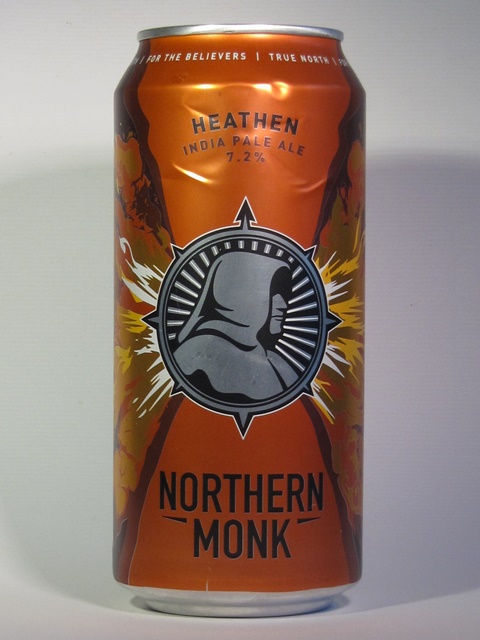 FOR THE BELIEVERS | TRUE NORTH |
HEATHEN
INDIA PALE ALE
7.2%
NORTHERN
MONK